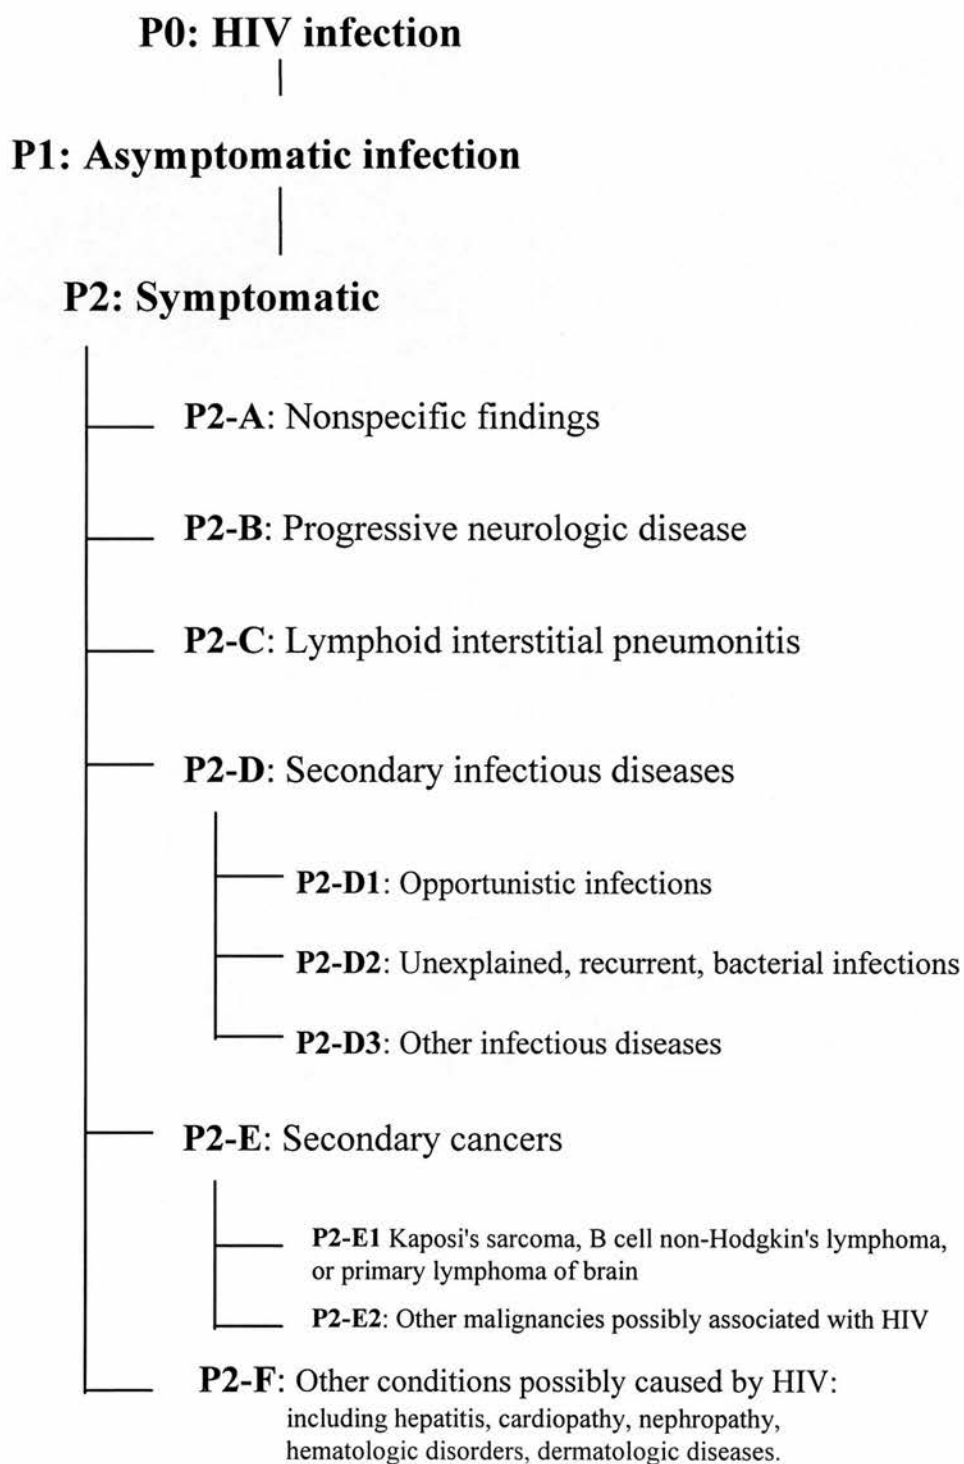 P0: HIV infection
P1: Asymptomatic infection
P2: Symptomatic
P2-A: Nonspecific findings
P2-B: Progressive neurologic disease
P2-C: Lymphoid interstitial pneumonitis
P2-D: Secondary infectious diseases
P2-D1: Opportunistic infections
P2-D2: Unexplained, recurrent, bacterial infections
P2-D3: Other infectious diseases
P2-E: Secondary cancers
P2-E1 Kaposi's sarcoma, B cell non-Hodgkin's lymphoma,
or primary lymphoma of brain
P2-E2: Other malignancies possibly associated with HIV
P2-F: Other conditions possibly caused by HIV:
including hepatitis, cardiopathy, nephropathy,
hematologic disorders, dermatologic diseases.